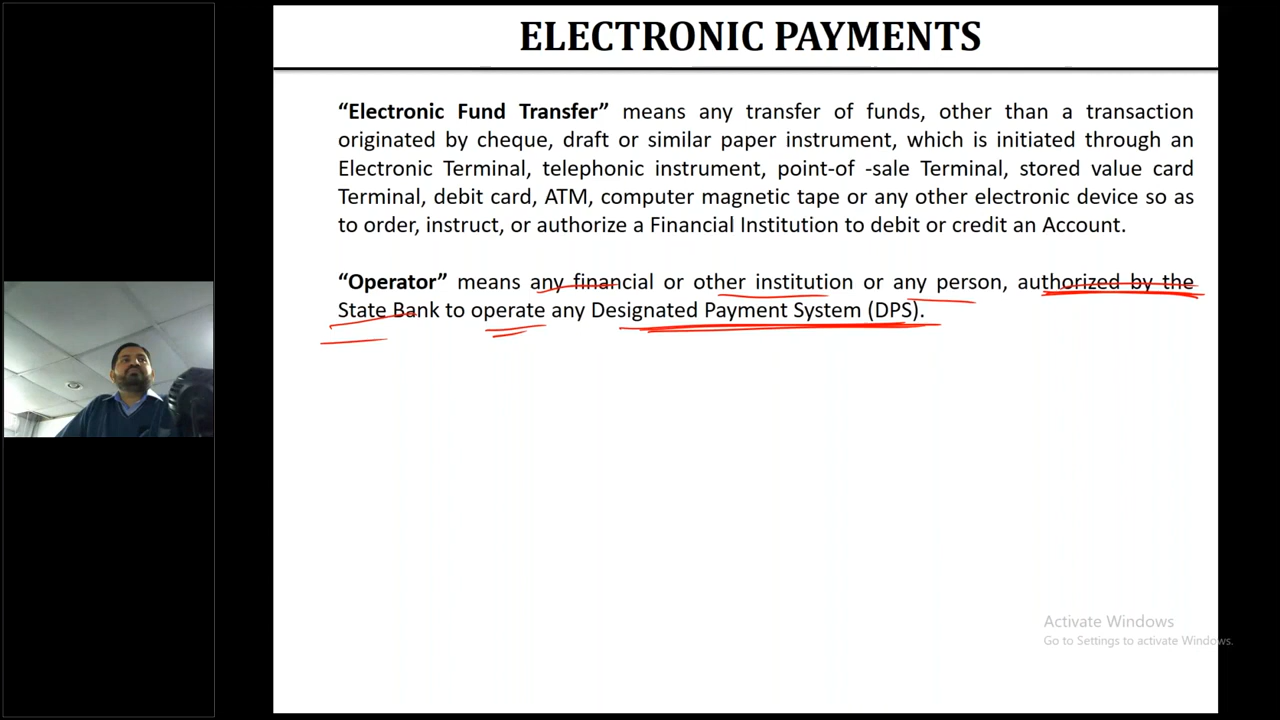 ELECTRONIC PAYMENTS
“Electronic Fund Transfer” means any transfer of funds, other than a transaction
originated by cheque, draft or similar paper instrument, which is initiated through an
Electronic Terminal, telephonic instrument, point-of -sale Terminal, stored value card
Terminal, debit card, ATM, computer magnetic tape or any other electronic device so as
to order, instruct, or authorize a Financial Institution to debit or credit an Account.
“Operator” means any financial or other institution or any person, authorized by the
State Bank to operate any Designated Payment System (DPS).
Activate Windows
Go to Settings to activate Windows.